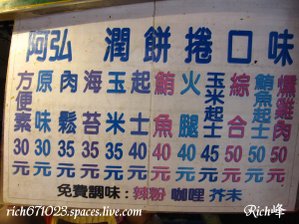 阿弘 潤餅捲口味
方便素 30元
原味 35元
肉鬆 35元
海苔 35元
玉米 35元
起士 40元
鮪魚 40元
火腿 40元
玉米起士 45元
綜合 50元
鮪魚起士 50元
燻雞肉 50元
免費調味:辣粉 咖哩 芥末
rich671023.spaces.live.com
Rich峰